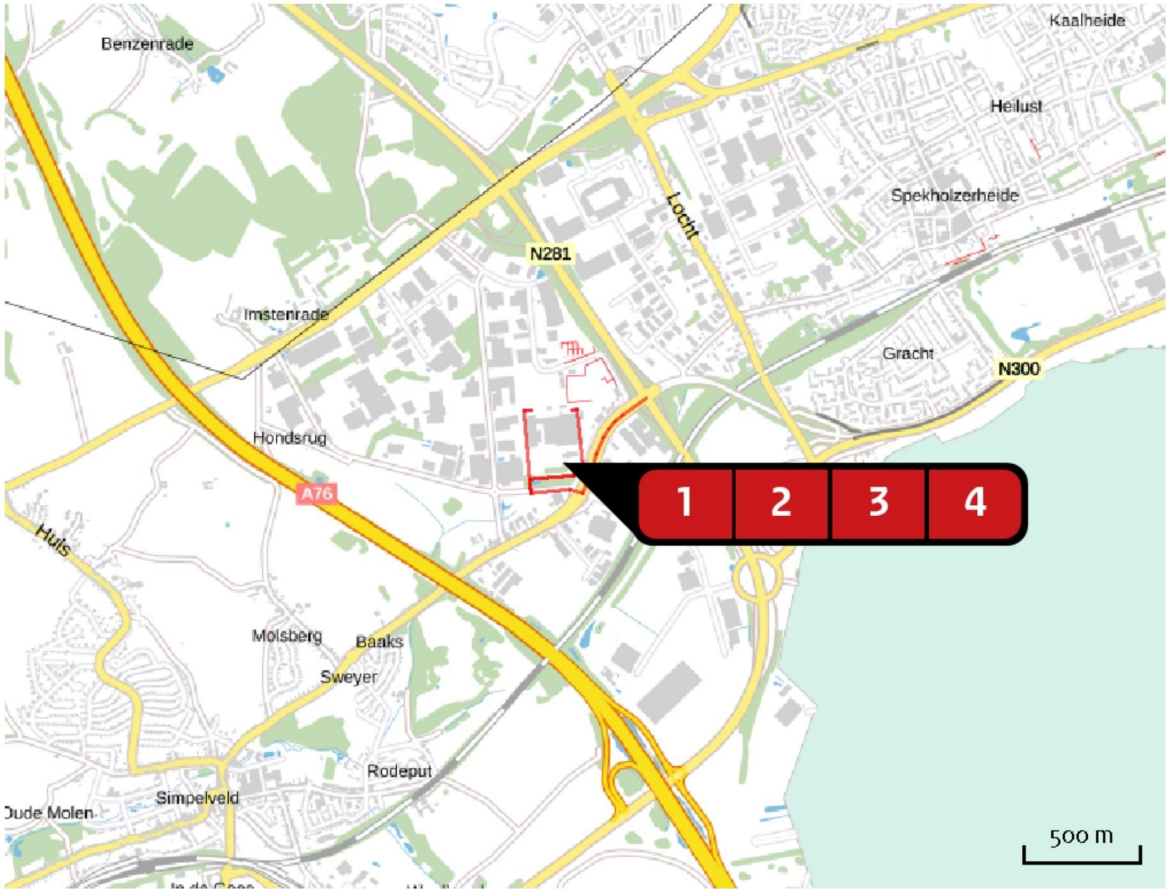 Kaalheide
Benzenrade
Heilust
Spekholzerheide
Locht
N281
Imstenrade
Gracht
N300
Hondsrug
A76
1 2 3 4
Huls
Molsberg
Baaks
Sweyer
Rodeput
Simpelveld
Oude Molen
500 m